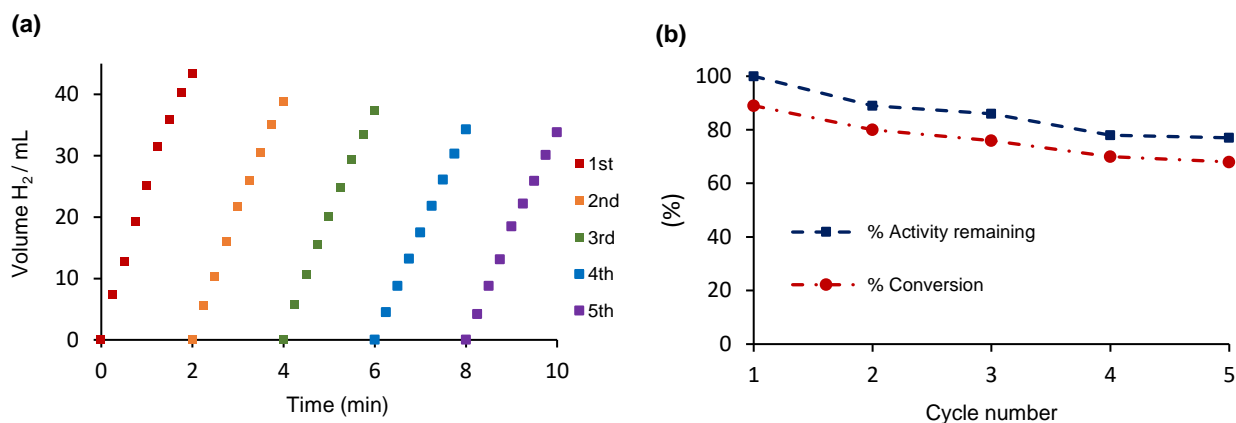 (a)
Volume H₂ / mL
40
30
20
10
0
0 2 4 6 8 10
Time (min)
1st
2nd
3rd
4th
5th
(b)
(%)
100
80
60
40
20
0
% Activity remaining
% Conversion
1 2 3 4 5
Cycle number